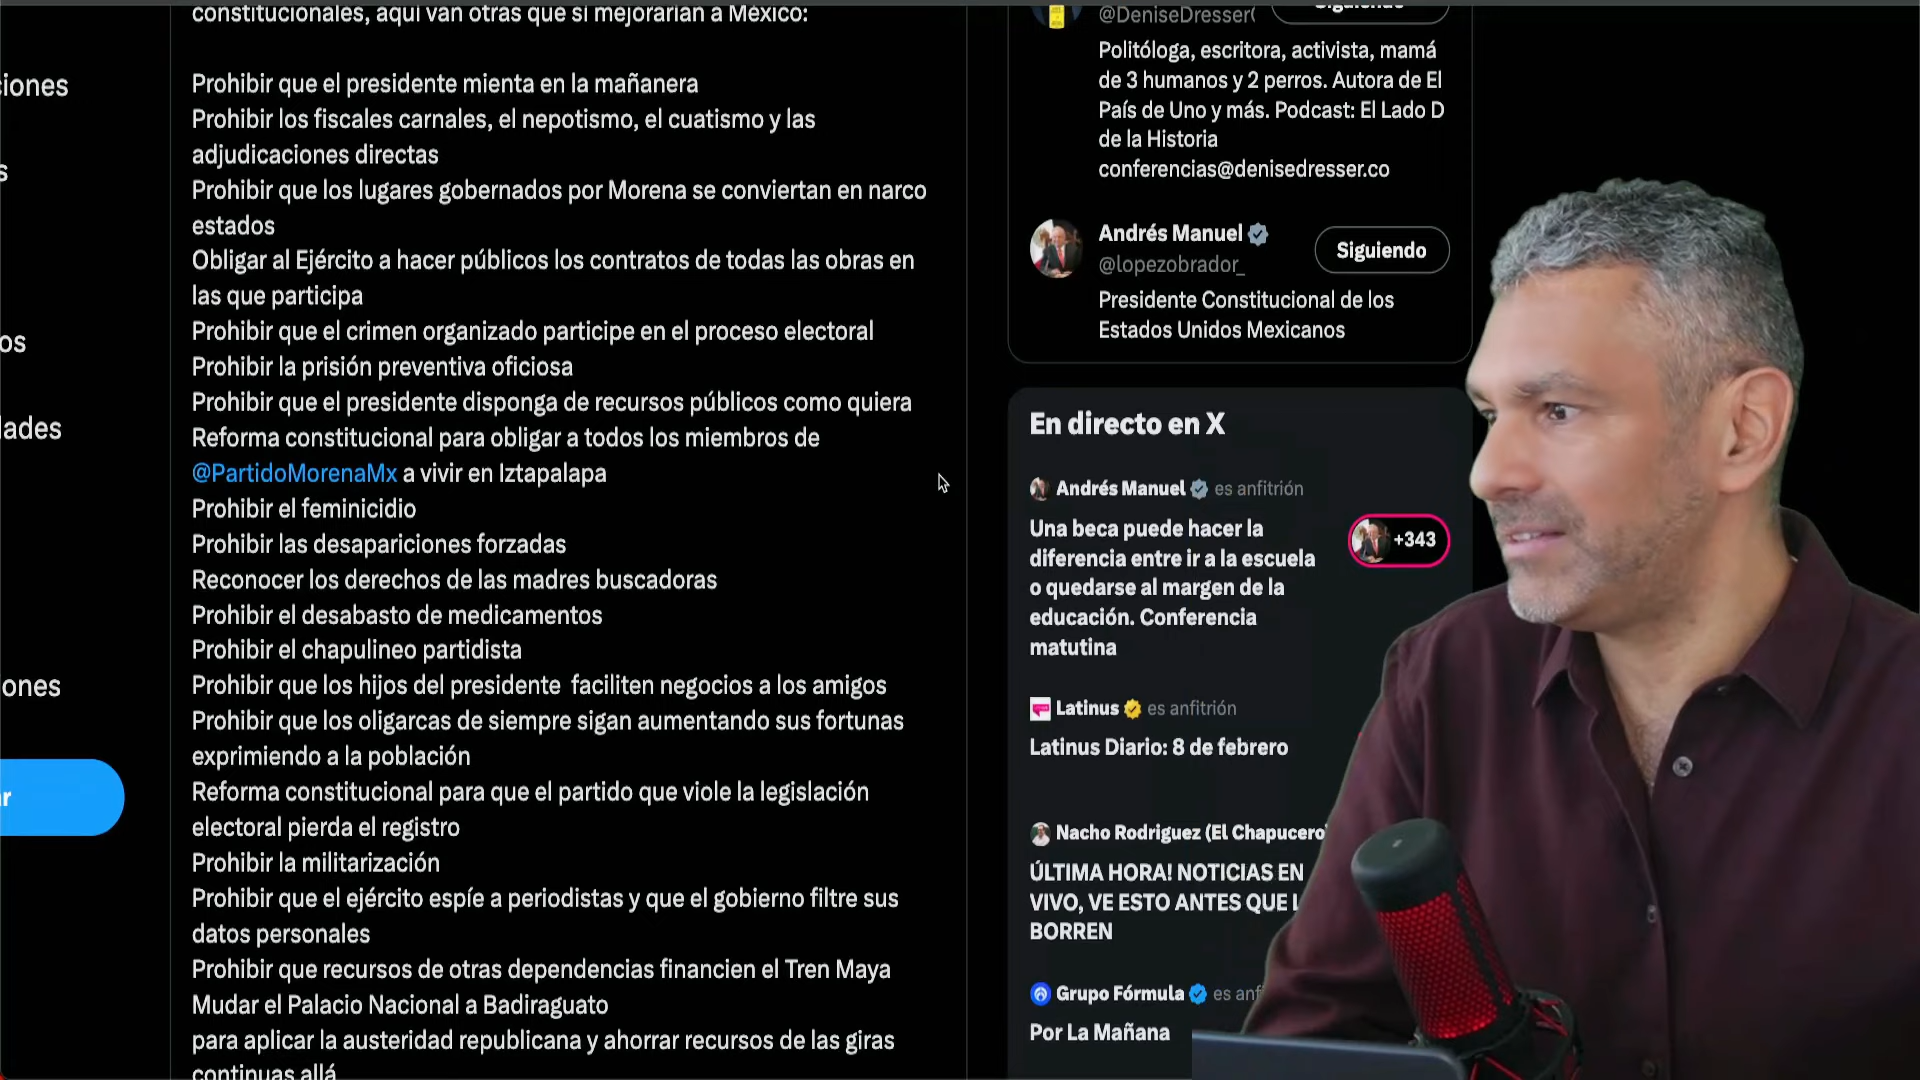 constitucionales, aquí van otras que sí mejorarían a México:
Prohibir que el presidente mienta en la mañanera
Prohibir los fiscales carnales, el nepotismo, el cuatismo y las
adjudicaciones directas
Prohibir que los lugares gobernados por Morena se conviertan en narco
estados
Obligar al Ejército a hacer públicos los contratos de todas las obras en
las que participa
Prohibir que el crimen organizado participe en el proceso electoral
Prohibir la prisión preventiva oficiosa
Prohibir que el presidente disponga de recursos públicos como quiera
Reforma constitucional para obligar a todos los miembros de
@PartidoMorenaMx a vivir en Iztapalapa
Prohibir el feminicidio
Prohibir las desapariciones forzadas
Reconocer los derechos de las madres buscadoras
Prohibir el desabasto de medicamentos
Prohibir el chapulineo partidista
Prohibir que los hijos del presidente faciliten negocios a los amigos
Prohibir que los oligarcas de siempre sigan aumentando sus fortunas
exprimiendo a la población
Reforma constitucional para que el partido que viole la legislación
electoral pierda el registro
Prohibir la militarización
Prohibir que el ejército espíe a periodistas y que el gobierno filtre sus
datos personales
Prohibir que recursos de otras dependencias financien el Tren Maya
Mudar el Palacio Nacional a Badiraguato
para aplicar la austeridad republicana y ahorrar recursos de las giras
continuas allá
ciones
s
os
dades
ones
ar
@DeniseDresserG
Siguiendo
Politóloga, escritora, activista, mamá
de 3 humanos y 2 perros. Autora de El
País de Uno y más. Podcast: El Lado D
de la Historia
conferencias@denisedresser.co
Andrés Manuel
@lopezobrador_
Siguiendo
Presidente Constitucional de los
Estados Unidos Mexicanos
En directo en X
Andrés Manuel es anfitrión
Una beca puede hacer la
diferencia entre ir a la escuela
o quedarse al margen de la
educación. Conferencia
matutina
+343
Latinus es anfitrión
Latinus Diario: 8 de febrero
Nacho Rodriguez (El Chapucero)
ÚLTIMA HORA! NOTICIAS EN
VIVO, VE ESTO ANTES QUE L
BORREN
Grupo Fórmula es anf
Por La Mañana